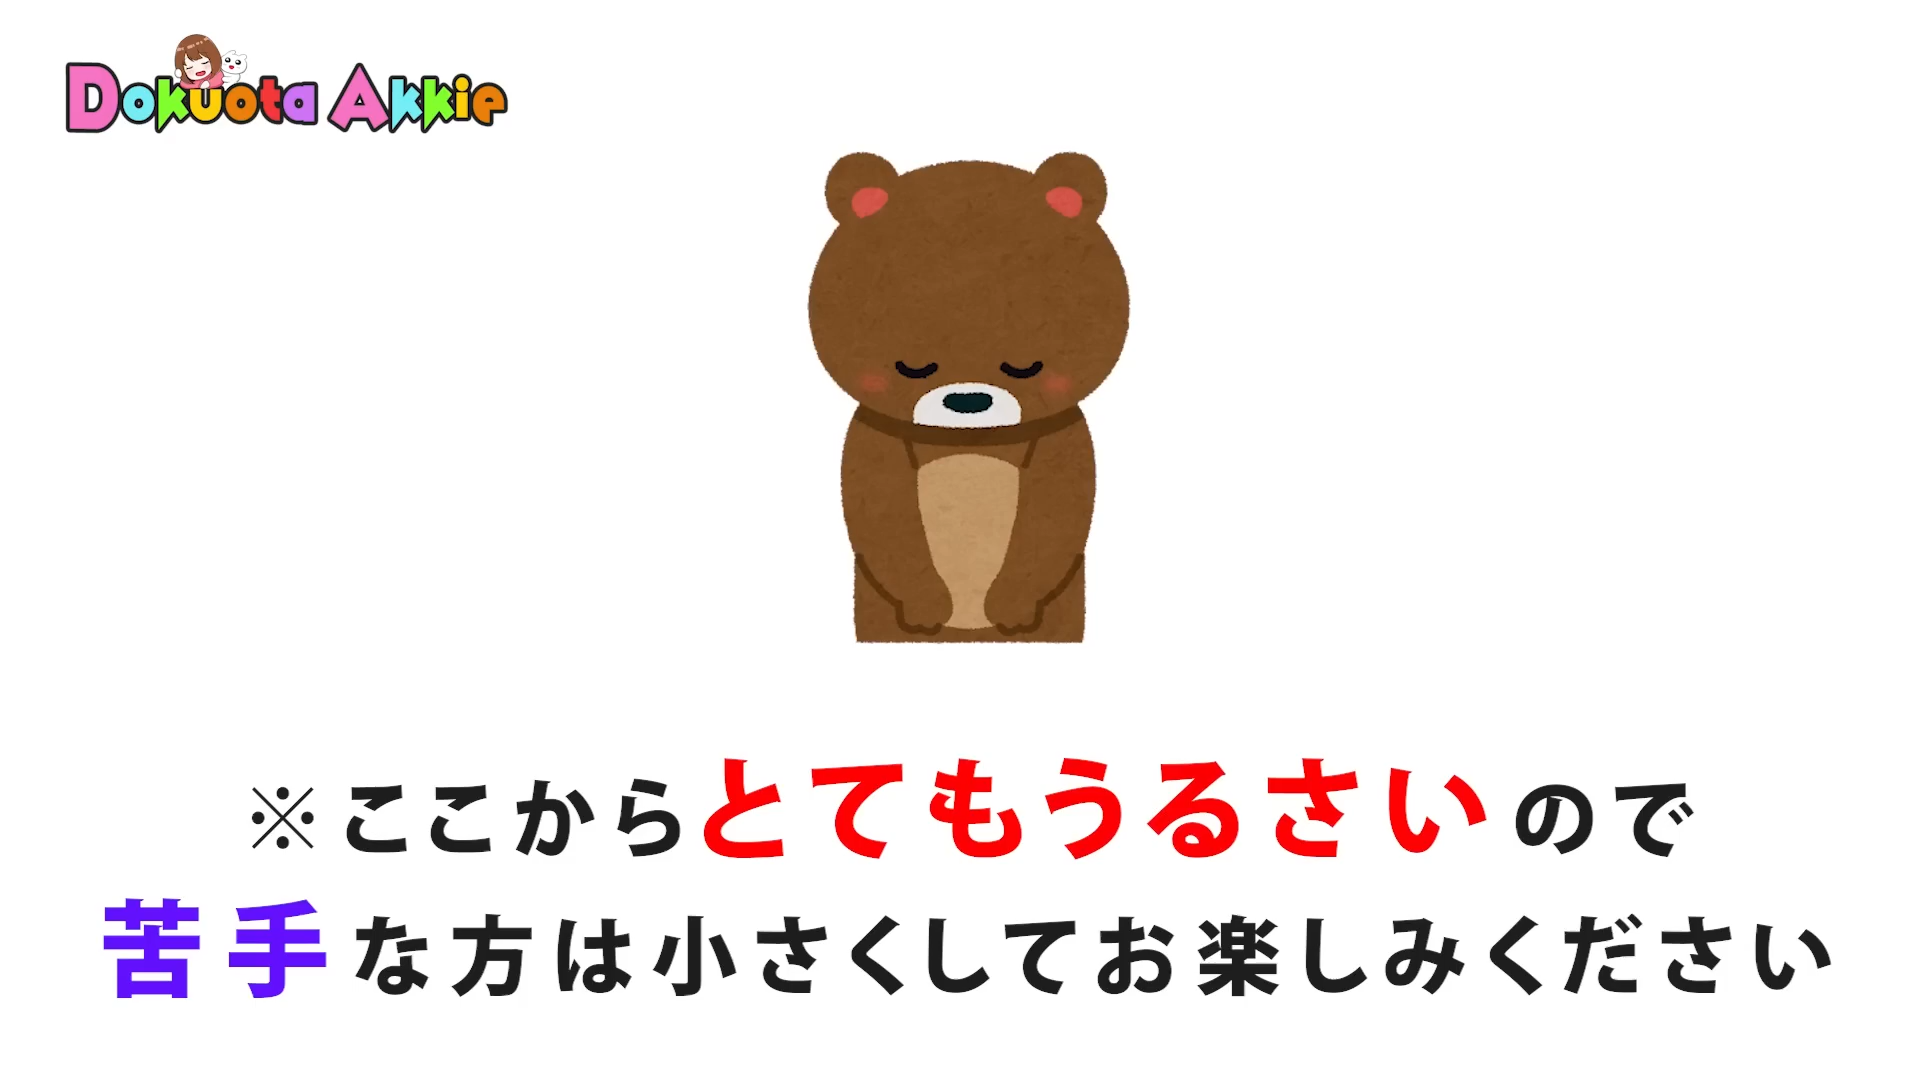 Dokuota Akkie
※ここからとてもうるさいので
苦手な方は小さくしてお楽しみください